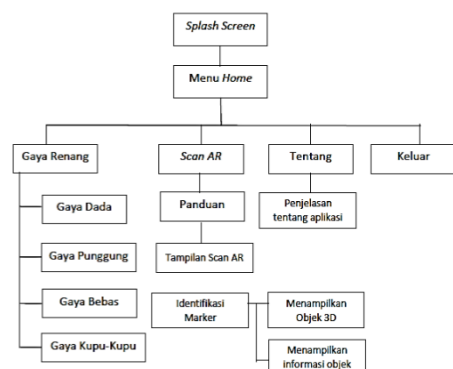 Splash Screen
Menu Home
Gaya Renang
Scan AR
Tentang
Keluar
Gaya Dada
Panduan
Penjelasan
tentang aplikasi
Gaya Punggung
Tampilan Scan AR
Gaya Bebas
Identifikasi
Marker
Menampilkan
Objek 3D
Gaya Kupu-Kupu
Menampilkan
informasi objek